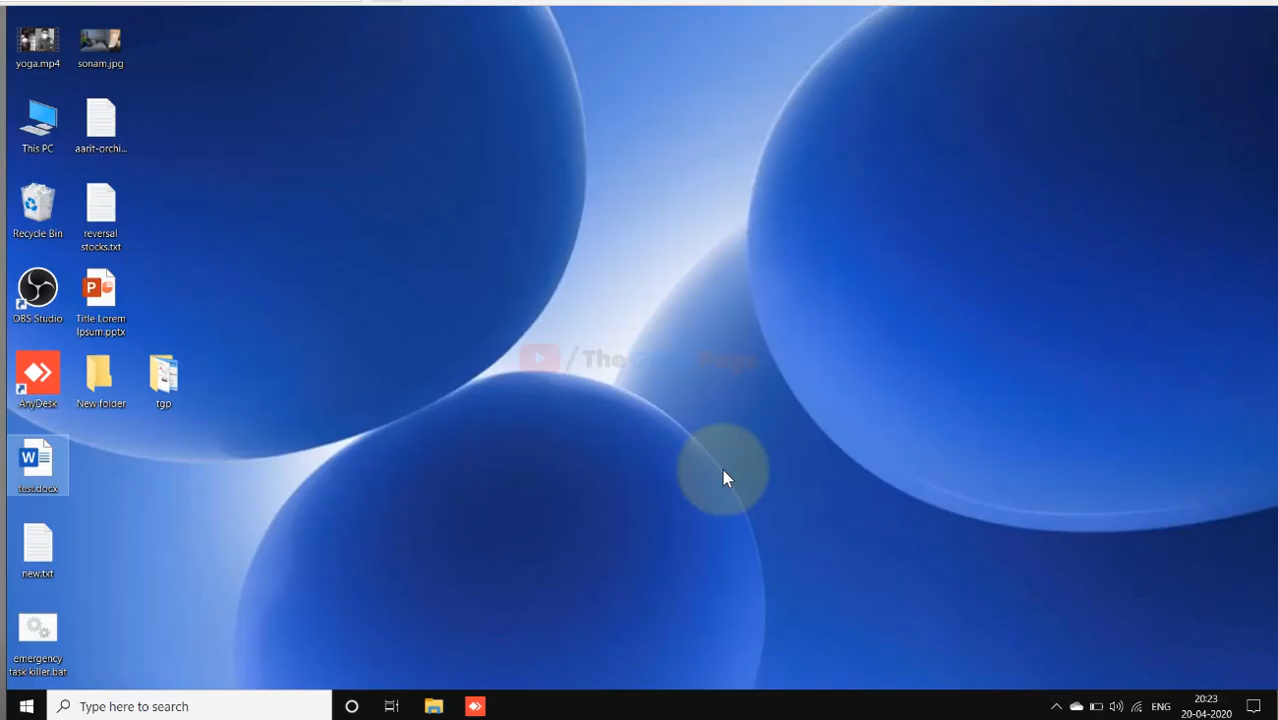 yoga.mp4
sonam.jpg
This PC
aarit-orchi...
Recycle Bin
reversal
stocks.txt
OBS Studio
Title Lorem
Ipsum.pptx
AnyDesk
New folder
tgp
test.docx
new.txt
emergency
task killer.bat
/The Page
Type here to search
ENG
20:23
20-04-2020